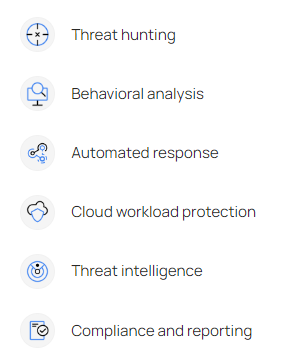 Threat hunting
Behavioral analysis
Automated response
Cloud workload protection
Threat intelligence
Compliance and reporting